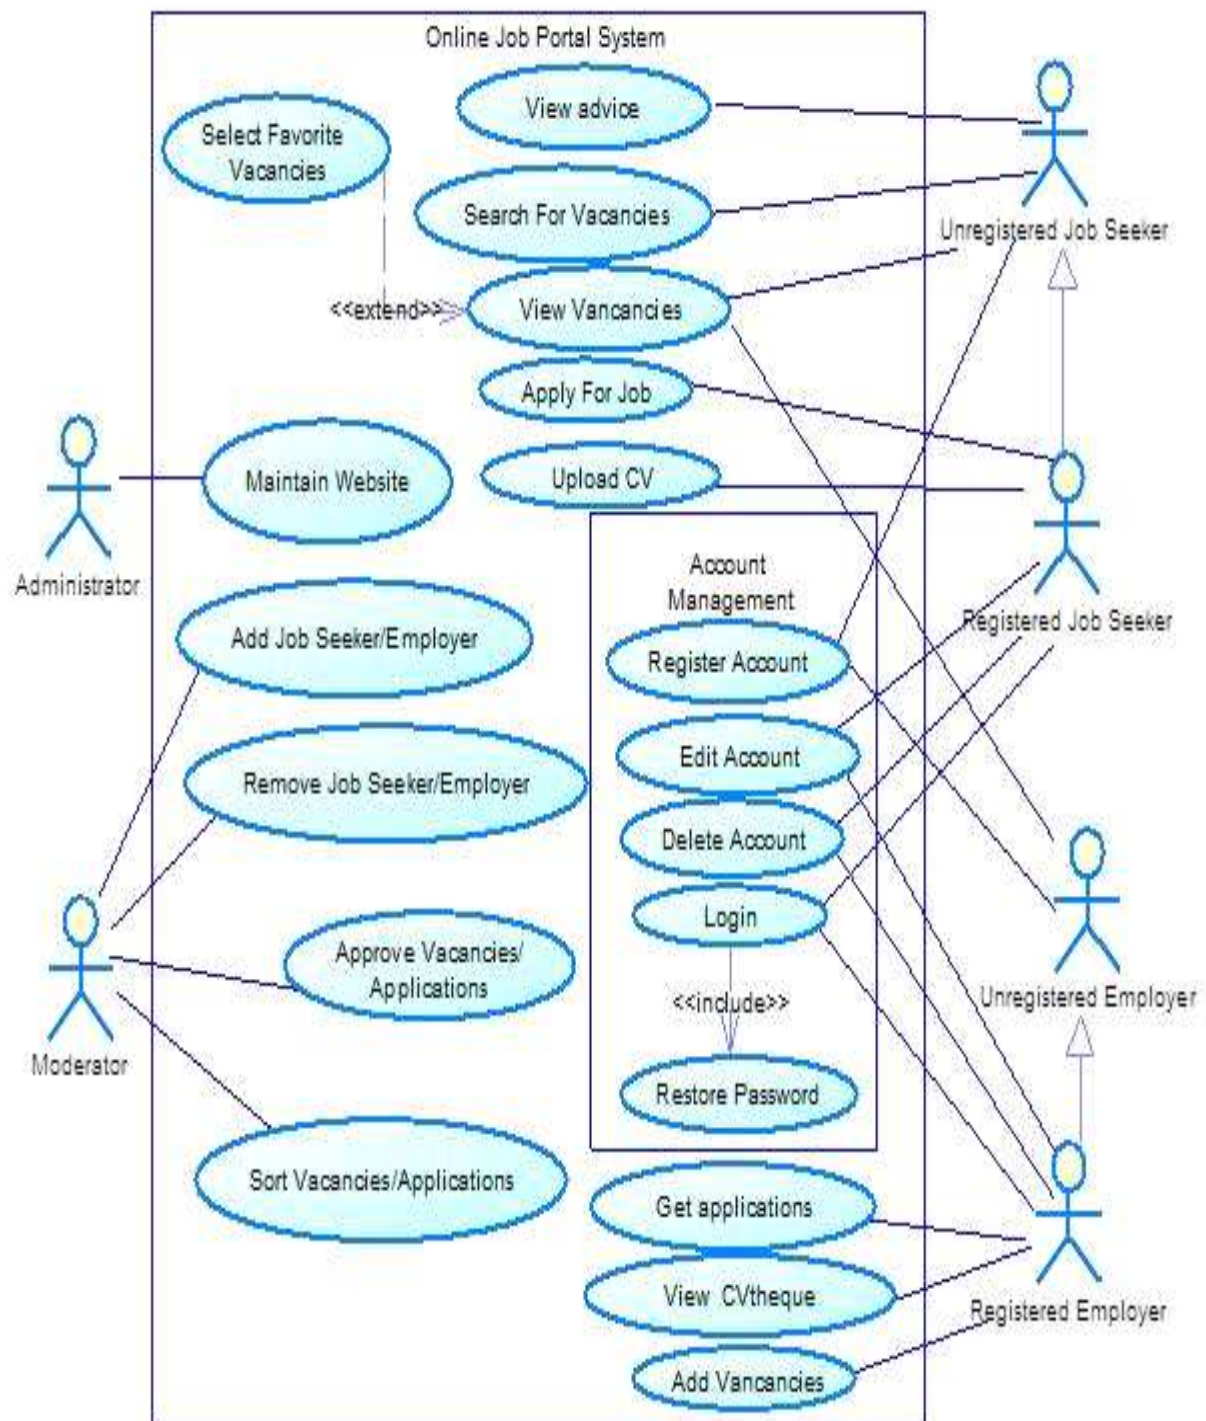 Online Job Portal System
View advice
Select Favorite
Vacancies
Search For Vacancies
Unregistered Job Seeker
<<extend>>
View Vancancies
Apply For Job
Upload CV
Maintain Website
Administrator
Account
Management
Registered Job Seeker
Add Job Seeker/Employer
Register Account
Edit Account
Remove Job Seeker/Employer
Delete Account
Login
Approve Vacancies/
Applications
<<include>>
Unregistered Employer
Moderator
Restore Password
Sort Vacancies/Applications
Get applications
View CVtheque
Registered Employer
Add Vancancies